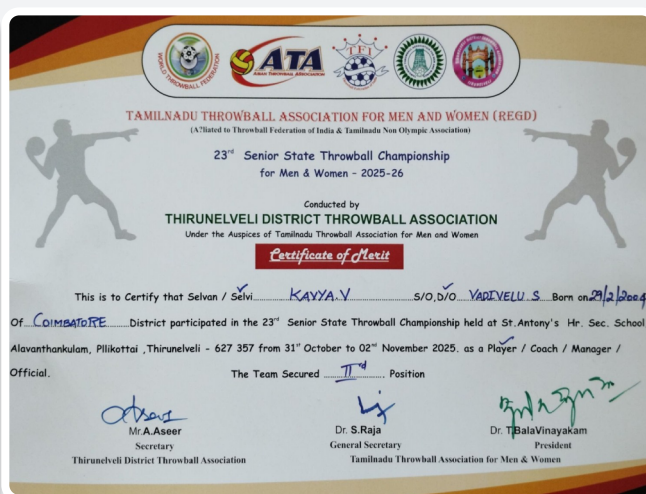 WORLD THROWBALL FEDERATION
ATA
ASIAN THROWBALL ASSOCIATION
TFI
TAMILNADU THROWBALL ASSOCIATION FOR MEN AND WOMEN (REGD)
(A?liated to Throwball Federation of India & Tamilnadu Non Olympic Association)
23rd Senior State Throwball Championship
for Men & Women - 2025-26
Conducted by
THIRUNELVELI DISTRICT THROWBALL ASSOCIATION
Under the Auspices of Tamilnadu Throwball Association for Men and Women
Certificate of Merit
This is to Certify that Selvan / Selvi KAVYA.V S/O,D/O VADIVELU S Born on 29/2/2004
Of COIMBATORE District participated in the 23rd Senior State Throwball Championship held at St.Antony's Hr. Sec. School
Alavanthankulam, Pllikottai ,Thirunelveli - 627 357 from 31st October to 02nd November 2025. as a Player / Coach / Manager /
Official. The Team Secured IIrd Position
Mr.A.Aseer Dr. S.Raja Dr. T.BalaVinayakam
Secretary General Secretary President
Thirunelveli District Throwball Association Tamilnadu Throwball Association for Men & Women